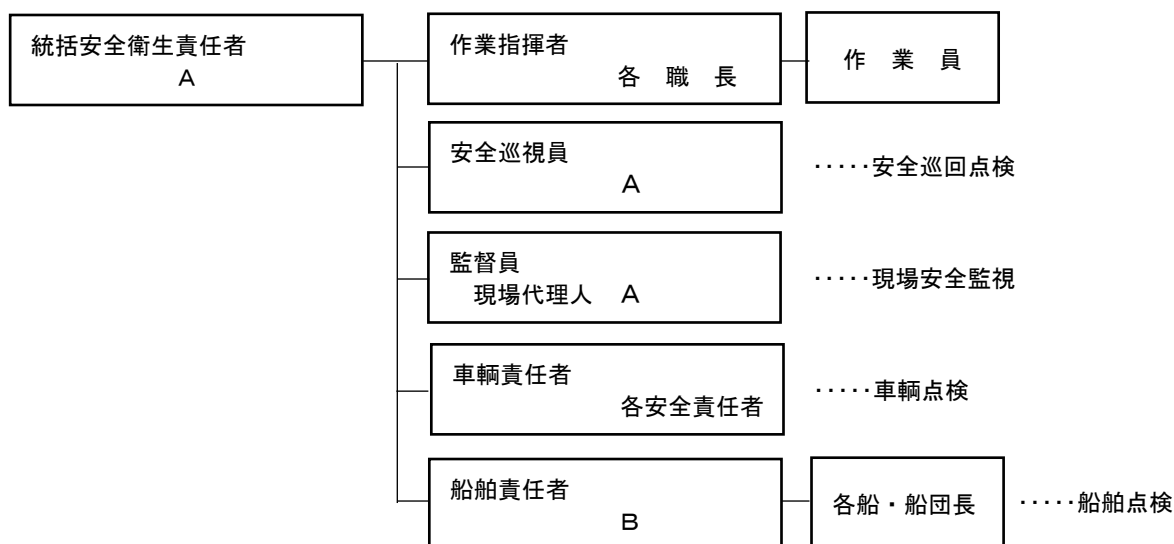 統括安全衛生責任者
A
作業指揮者
各 職 長
作 業 員
安全巡視員
A
·····安全巡回点検
監督員
現場代理人 A
·····現場安全監視
車輌責任者
各安全責任者
·····車輌点検
船舶責任者
B
各船・船団長
·····船舶点検